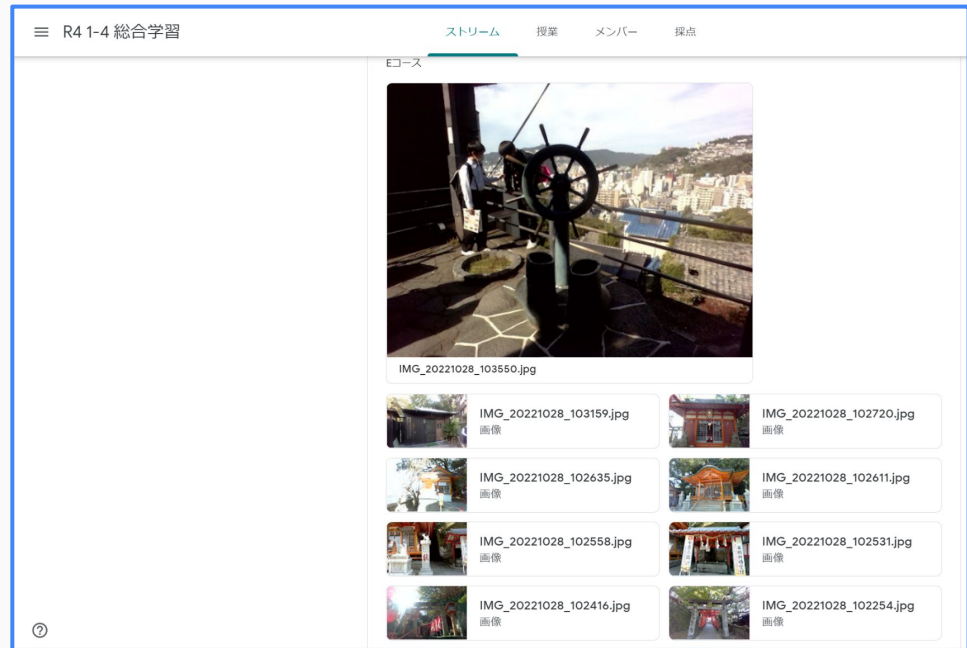 R4 1-4 総合学習
ストリーム 授業 メンバー 採点
Eコース
IMG_20221028_103550.jpg
IMG_20221028_103159.jpg
画像
IMG_20221028_102720.jpg
画像
IMG_20221028_102635.jpg
画像
IMG_20221028_102611.jpg
画像
IMG_20221028_102558.jpg
画像
IMG_20221028_102531.jpg
画像
IMG_20221028_102416.jpg
画像
IMG_20221028_102254.jpg
画像